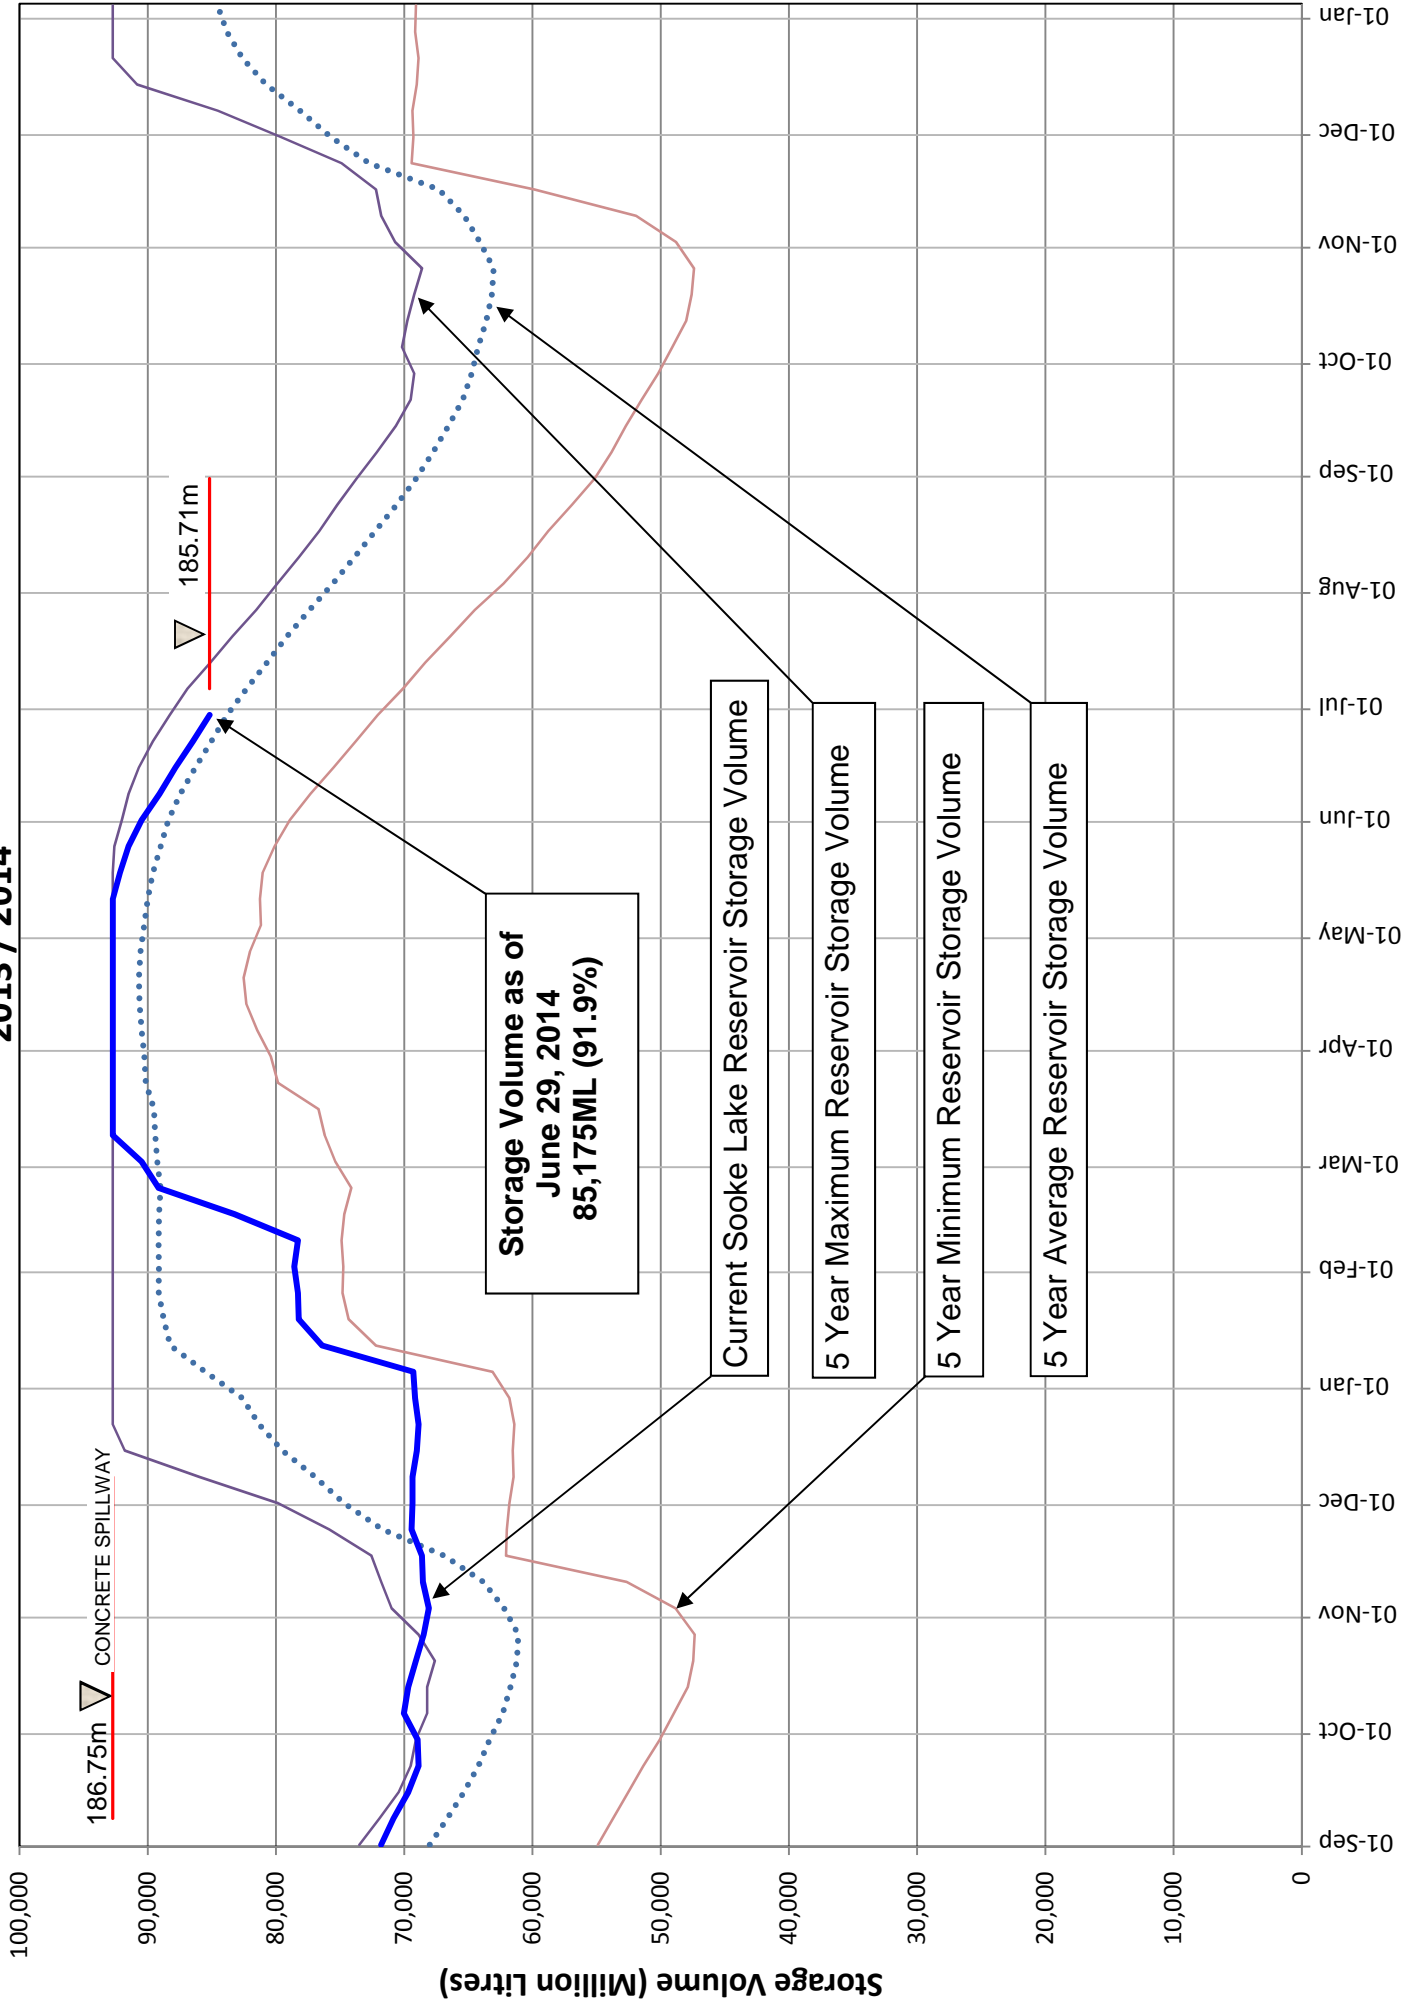 2013 / 2014
100,000
90,000
80,000
70,000
60,000
50,000
40,000
30,000
20,000
10,000
0
Storage Volume (Million Litres)
01-Sep
01-Oct
01-Nov
01-Dec
01-Jan
01-Feb
01-Mar
01-Apr
01-May
01-Jun
01-Jul
01-Aug
01-Sep
01-Oct
01-Nov
01-Dec
01-Jan
186.75m
CONCRETE SPILLWAY
185.71m
Storage Volume as of
June 29, 2014
85,175ML (91.9%)
Current Sooke Lake Reservoir Storage Volume
5 Year Maximum Reservoir Storage Volume
5 Year Minimum Reservoir Storage Volume
5 Year Average Reservoir Storage Volume